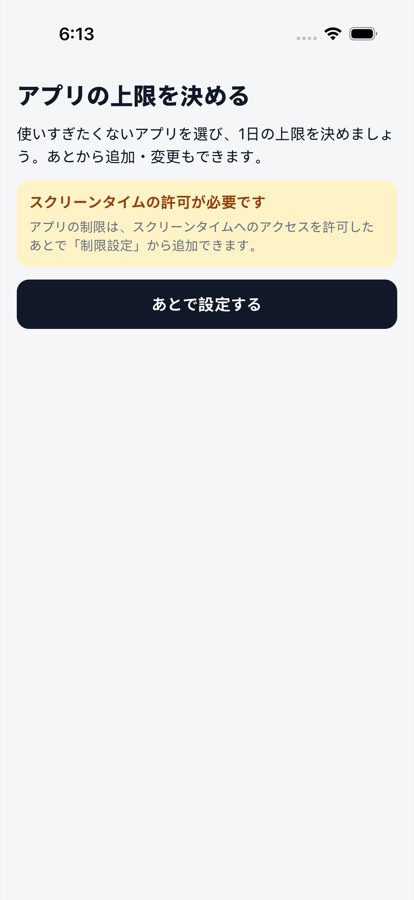 6:13
アプリの上限を決める
使いすぎたくないアプリを選び、1日の上限を決めましょ
う。あとから追加・変更もできます。
スクリーンタイムの許可が必要です
アプリの制限は、スクリーンタイムへのアクセスを許可した
あとで「制限設定」から追加できます。
あとで設定する